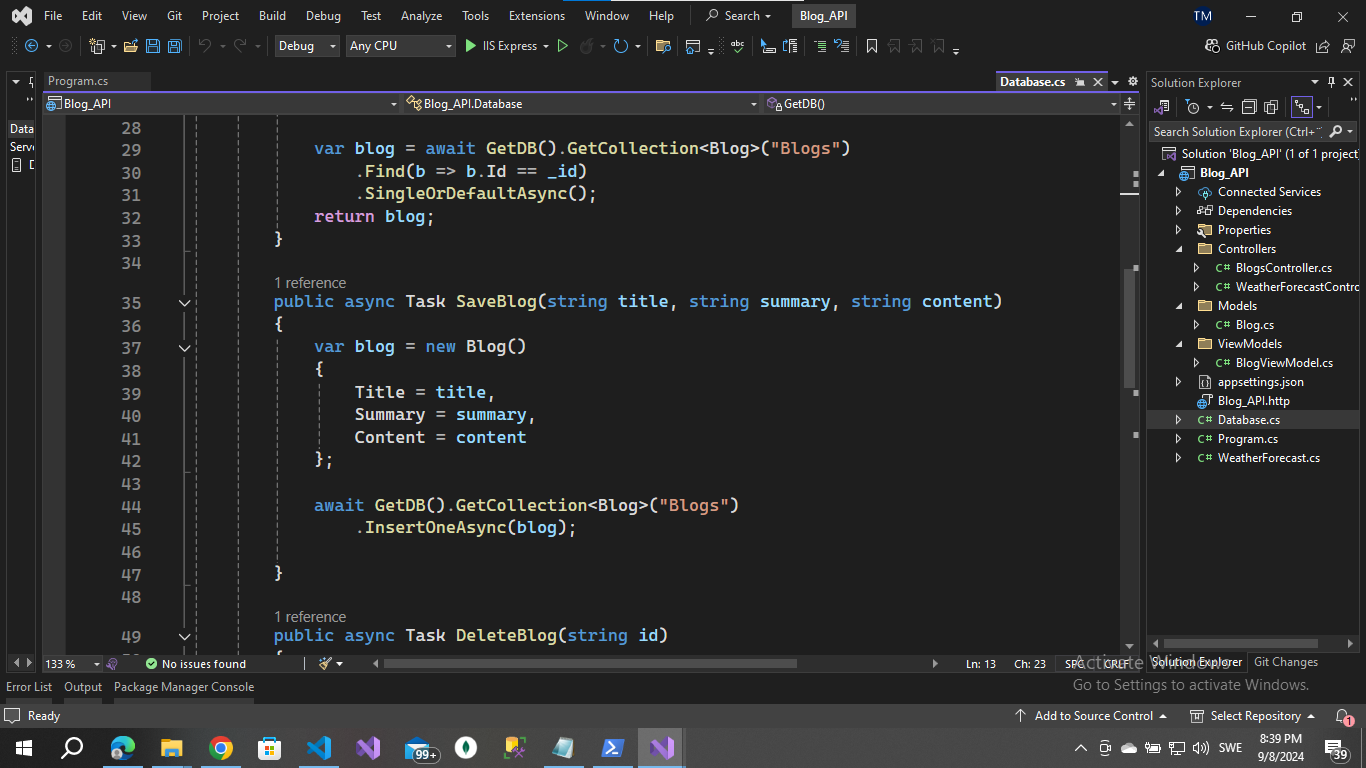 File Edit View Git Project Build Debug Test Analyze Tools Extensions Window Help Search Blog_API TM
Debug Any CPU IIS Express GitHub Copilot
Program.cs Database.cs
Blog_API Blog_API.Database GetDB()
28
29 var blog = await GetDB().GetCollection<Blog>("Blogs")
30 .Find(b => b.Id == _id)
31 .SingleOrDefaultAsync();
32 return blog;
33 }
34
1 reference
35 public async Task SaveBlog(string title, string summary, string content)
36 {
37 var blog = new Blog()
38 {
39 Title = title,
40 Summary = summary,
41 Content = content
42 };
43
44 await GetDB().GetCollection<Blog>("Blogs")
45 .InsertOneAsync(blog);
46
47 }
48
1 reference
49 public async Task DeleteBlog(string id)
133 % No issues found Ln: 13 Ch: 23 SPC CRLF
Data
Serv
D
Solution Explorer
Search Solution Explorer (Ctrl+
Solution 'Blog_API' (1 of 1 project
Blog_API
Connected Services
Dependencies
Properties
Controllers
C# BlogsController.cs
C# WeatherForecastContro
Models
C# Blog.cs
ViewModels
C# BlogViewModel.cs
appsettings.json
Blog_API.http
C# Database.cs
C# Program.cs
C# WeatherForecast.cs
Solution Explorer Git Changes
Activate Windows
Go to Settings to activate Windows.
Error List Output Package Manager Console
Ready Add to Source Control Select Repository 1
99+ SWE 8:39 PM
9/8/2024 39